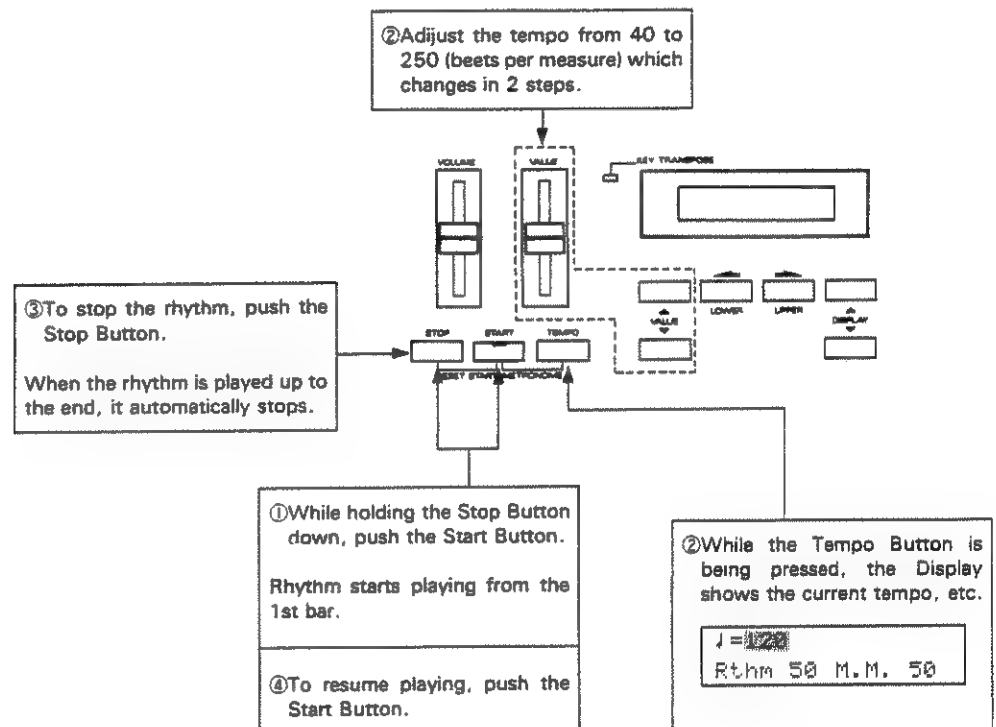 ②Adijust the tempo from 40 to
250 (beets per measure) which
changes in 2 steps.
VOLUME
VALUE
KEY TRANSPOSE
③To stop the rhythm, push the
Stop Button.
When the rhythm is played up to
the end, it automatically stops.
VALUE
LOWER
UPPER
DISPLAY
STOP
START
TEMPO
①While holding the Stop Button
down, push the Start Button.
Rhythm starts playing from the
1st bar.
④To resume playing, push the
Start Button.
②While the Tempo Button is
being pressed, the Display
shows the current tempo, etc.
♩=120
Rthm 50 M.M. 50